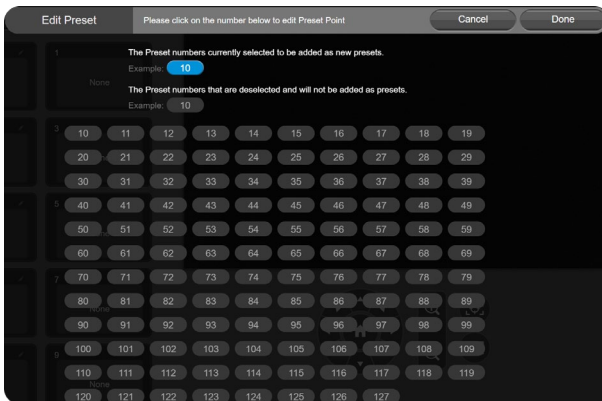 Edit Preset Please click on the number below to edit Preset Point Cancel Done
1
The Preset numbers currently selected to be added as new presets.
Example: 10
None
The Preset numbers that are deselected and will not be added as presets.
Example: 10
3
10 11 12 13 14 15 16 17 18 19
20 21 22 23 24 25 26 27 28 29
30 31 32 33 34 35 36 37 38 39
5
40 41 42 43 44 45 46 47 48 49
50 51 52 53 54 55 56 57 58 59
60 61 62 63 64 65 66 67 68 69
7
70 71 72 73 74 75 76 77 78 79
80 81 82 83 84 85 86 87 88 89
None
90 91 92 93 94 95 96 97 98 99
9
100 101 102 103 104 105 106 107 108 109
110 111 112 113 114 115 116 117 118 119
None
120 121 122 123 124 125 126 127